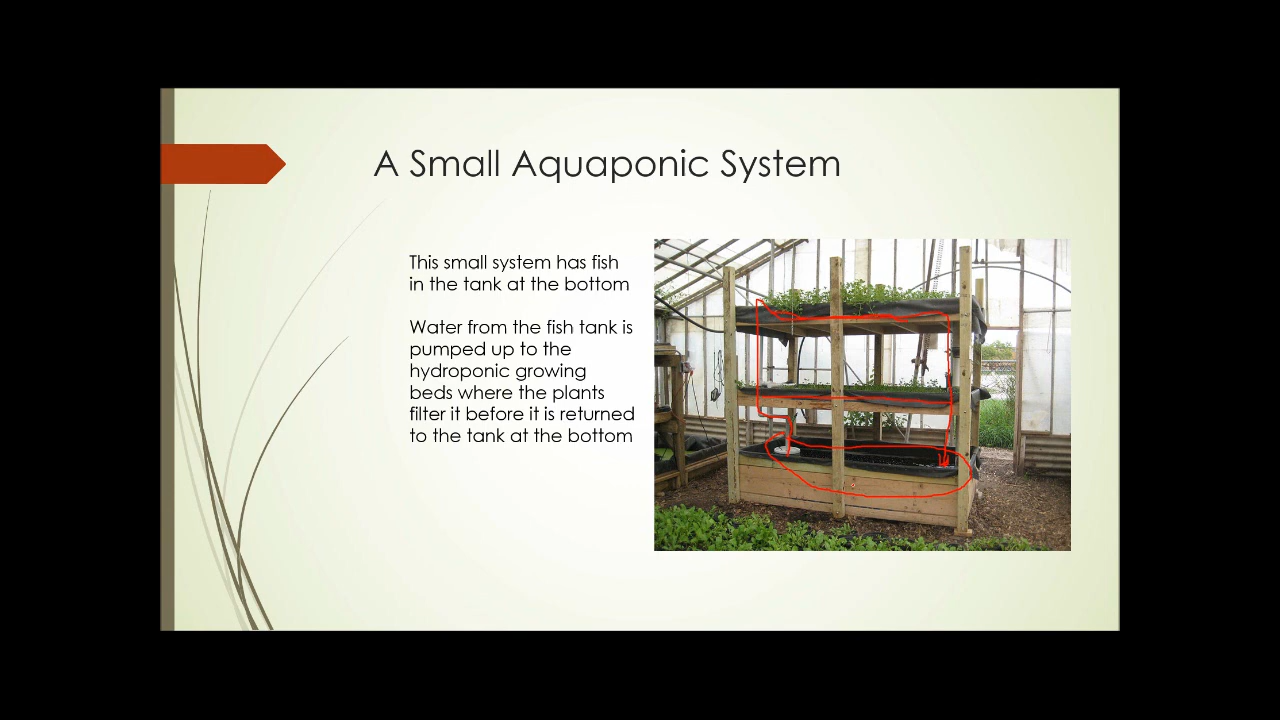 A Small Aquaponic System
This small system has fish
in the tank at the bottom
Water from the fish tank is
pumped up to the
hydroponic growing
beds where the plants
filter it before it is returned
to the tank at the bottom